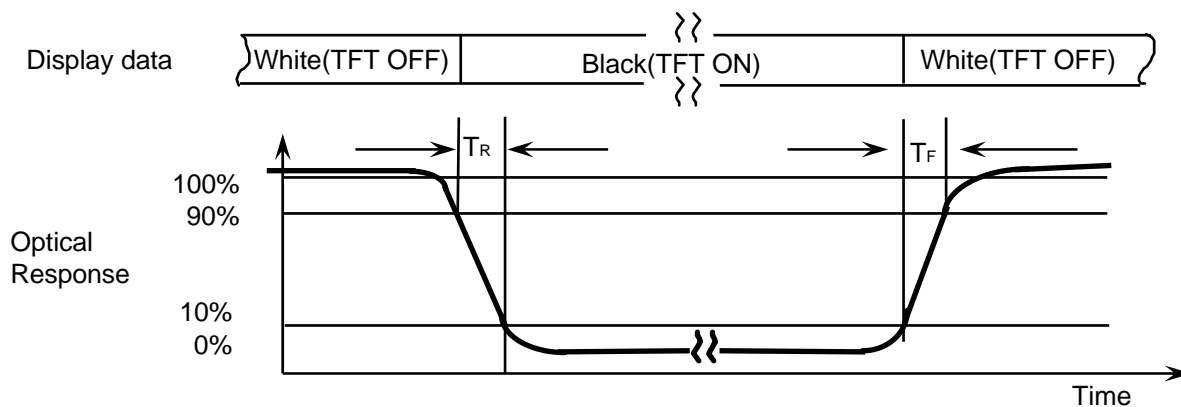 Display data
White(TFT OFF)
Black(TFT ON)
White(TFT OFF)
TR
TF
100%
90%
Optical
Response
10%
0%
Time